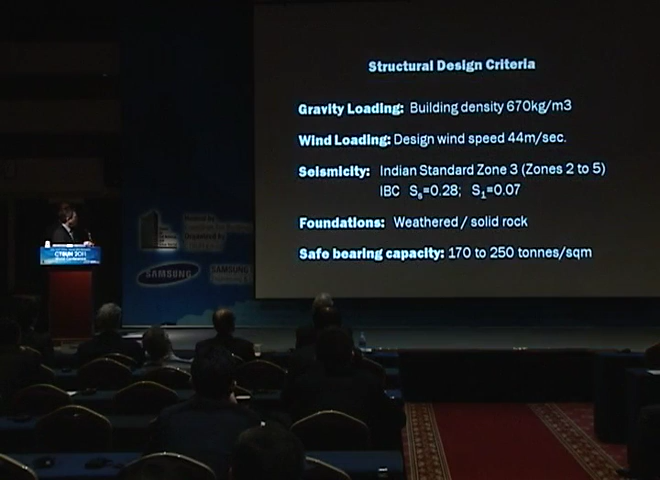 Structural Design Criteria
Gravity Loading: Building density 670kg/m3
Wind Loading: Design wind speed 44m/sec.
Seismicity: Indian Standard Zone 3 (Zones 2 to 5)
IBC Ss=0.28; S1=0.07
Foundations: Weathered / solid rock
Safe bearing capacity: 170 to 250 tonnes/sqm
CTBUH 2011
SAMSUNG
SAMSUNG